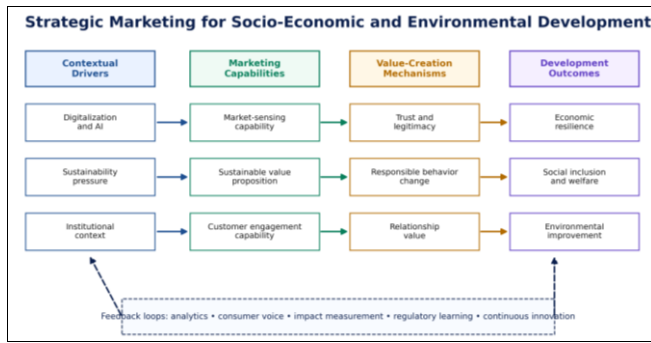 Strategic Marketing for Socio-Economic and Environmental Development
Contextual
Drivers
Marketing
Capabilities
Value-Creation
Mechanisms
Development
Outcomes
Digitalization
and AI
Market-sensing
capability
Trust and
legitimacy
Economic
resilience
Sustainability
pressure
Sustainable value
proposition
Responsible behavior
change
Social inclusion
and welfare
Institutional
context
Customer engagement
capability
Relationship
value
Environmental
improvement
Feedback loops: analytics • consumer voice • impact measurement • regulatory learning • continuous innovation